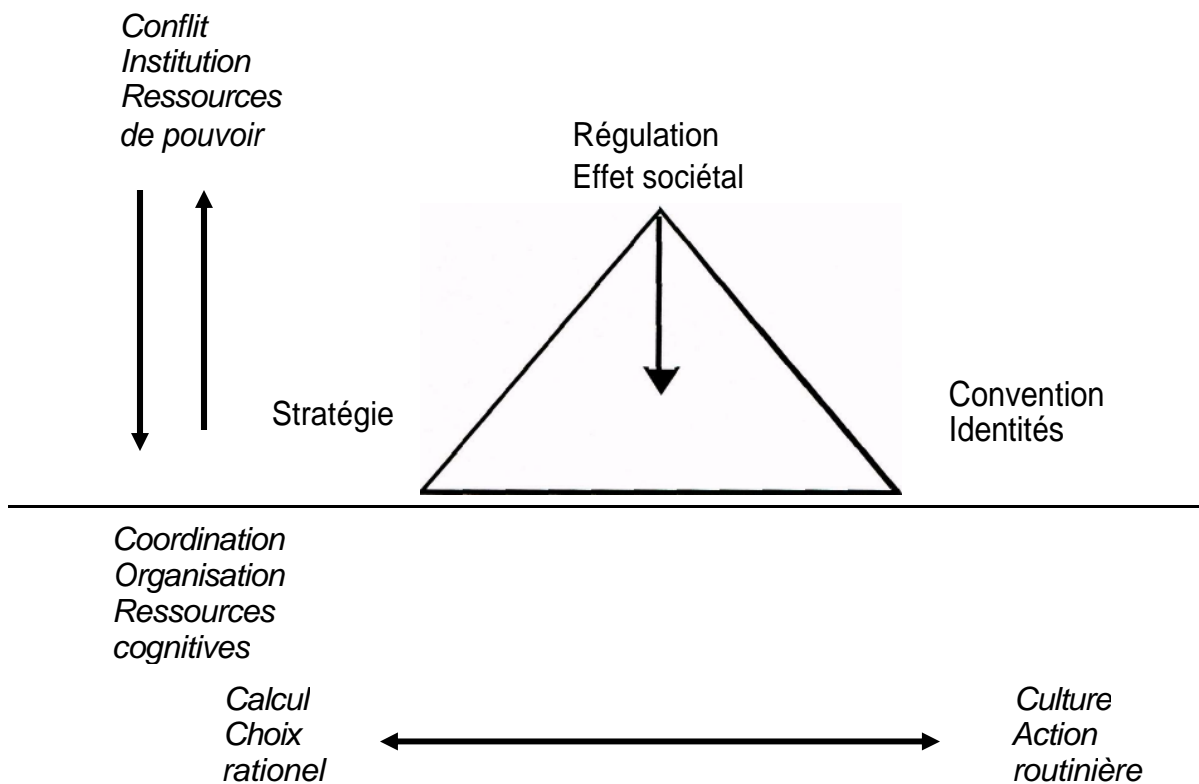 Conflit
Institution
Ressources
de pouvoir
Régulation
Effet sociétal
Stratégie
Convention
Identités
Coordination
Organisation
Ressources
cognitives
Calcul
Choix
rationel
Culture
Action
routinière